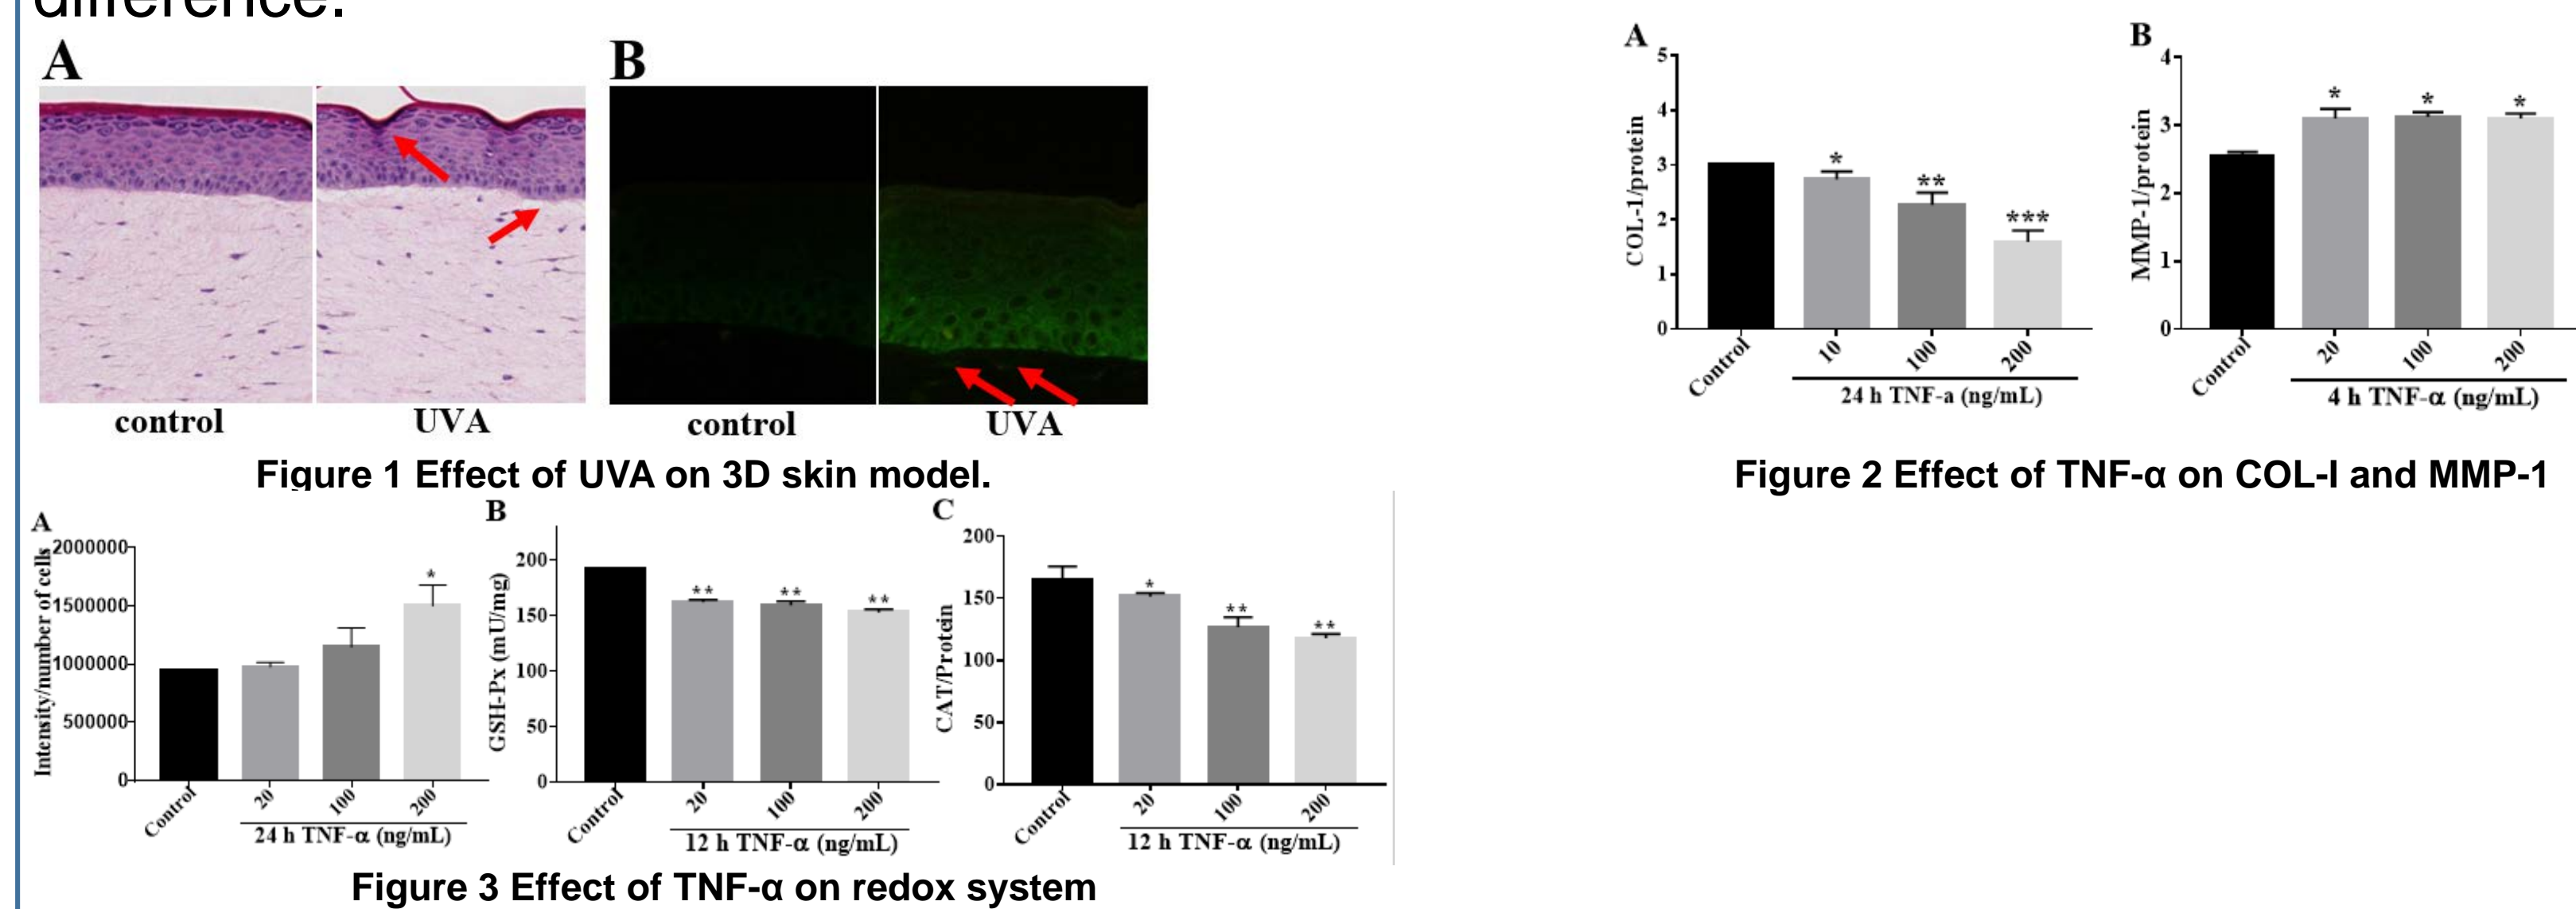 difference.
A
B
control
UVA
control
UVA
Figure 1 Effect of UVA on 3D skin model.
A
COL-1/protein
5
4
3
2
1
0
*
**
***
Control
10
100
200
24 h TNF-a (ng/mL)
B
MMP-1/protein
4
3
2
1
0
*
*
*
Control
20
100
200
4 h TNF-α (ng/mL)
Figure 2 Effect of TNF-α on COL-I and MMP-1
A
Intensity/number of cells
2000000
1500000
1000000
500000
0
*
Control
20
100
200
24 h TNF-α (ng/mL)
B
GSH-Px (mU/mg)
200
150
100
50
0
**
**
**
Control
20
100
200
12 h TNF-α (ng/mL)
C
CAT/Protein
200
150
100
50
0
*
**
**
Control
20
100
200
12 h TNF-α (ng/mL)
Figure 3 Effect of TNF-α on redox system